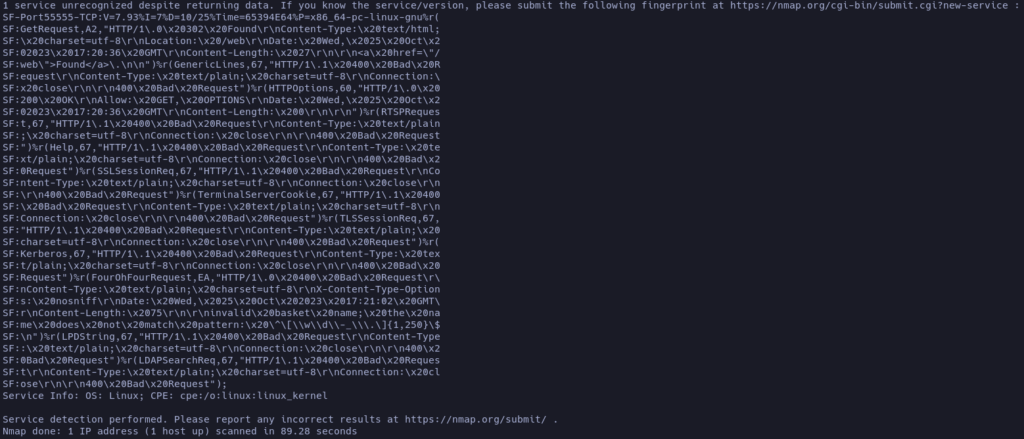 1 service unrecognized despite returning data. If you know the service/version, please submit the following fingerprint at https://nmap.org/cgi-bin/submit.cgi?new-service :
SF-Port55555-TCP:V=7.93%I=7%D=10/25%Time=65394E64%P=x86_64-pc-linux-gnu%r(
SF:GetRequest,A2,"HTTP/1\.0\x20302\x20Found\r\nContent-Type:\x20text/html;
SF:\x20charset=utf-8\r\nLocation:\x20/web\r\nDate:\x20Wed,\x2025\x20Oct\x2
SF:02023\x2017:20:36\x20GMT\r\nContent-Length:\x2027\r\n\r\n<a\x20href=\"/
SF:web\">Found</a>\.\n\n")%r(GenericLines,67,"HTTP/1\.1\x20400\x20Bad\x20R
SF:equest\r\nContent-Type:\x20text/plain;\x20charset=utf-8\r\nConnection:\
SF:x20close\r\n\r\n400\x20Bad\x20Request")%r(HTTPOptions,60,"HTTP/1\.0\x20
SF:200\x20OK\r\nAllow:\x20GET,\x20OPTIONS\r\nDate:\x20Wed,\x2025\x20Oct\x2
SF:02023\x2017:20:36\x20GMT\r\nContent-Length:\x200\r\n\r\n")%r(RTSPReques
SF:t,67,"HTTP/1\.1\x20400\x20Bad\x20Request\r\nContent-Type:\x20text/plain
SF:;\x20charset=utf-8\r\nConnection:\x20close\r\n\r\n400\x20Bad\x20Request
SF:")%r(Help,67,"HTTP/1\.1\x20400\x20Bad\x20Request\r\nContent-Type:\x20te
SF:xt/plain;\x20charset=utf-8\r\nConnection:\x20close\r\n\r\n400\x20Bad\x2
SF:0Request")%r(SSLSessionReq,67,"HTTP/1\.1\x20400\x20Bad\x20Request\r\nCo
SF:ntent-Type:\x20text/plain;\x20charset=utf-8\r\nConnection:\x20close\r\n
SF:\r\n400\x20Bad\x20Request")%r(TerminalServerCookie,67,"HTTP/1\.1\x20400
SF:\x20Bad\x20Request\r\nContent-Type:\x20text/plain;\x20charset=utf-8\r\n
SF:Connection:\x20close\r\n\r\n400\x20Bad\x20Request")%r(TLSSessionReq,67,
SF:"HTTP/1\.1\x20400\x20Bad\x20Request\r\nContent-Type:\x20text/plain;\x20
SF:charset=utf-8\r\nConnection:\x20close\r\n\r\n400\x20Bad\x20Request")%r(
SF:Kerberos,67,"HTTP/1\.1\x20400\x20Bad\x20Request\r\nContent-Type:\x20tex
SF:t/plain;\x20charset=utf-8\r\nConnection:\x20close\r\n\r\n400\x20Bad\x20
SF:Request")%r(FourOhFourRequest,EA,"HTTP/1\.0\x20400\x20Bad\x20Request\r\
SF:nContent-Type:\x20text/plain;\x20charset=utf-8\r\nX-Content-Type-Option
SF:s:\x20nosniff\r\nDate:\x20Wed,\x2025\x20Oct\x202023\x2017:21:02\x20GMT\
SF:r\nContent-Length:\x2075\r\n\r\ninvalid\x20basket\x20name;\x20the\x20na
SF:me\x20does\x20not\x20match\x20pattern:\x20\^\[\\w\\d\\-_\\\.\]{1,250}\$
SF:\n")%r(LPDString,67,"HTTP/1\.1\x20400\x20Bad\x20Request\r\nContent-Type
SF::\x20text/plain;\x20charset=utf-8\r\nConnection:\x20close\r\n\r\n400\x2
SF:0Bad\x20Request")%r(LDAPSearchReq,67,"HTTP/1\.1\x20400\x20Bad\x20Reques
SF:t\r\nContent-Type:\x20text/plain;\x20charset=utf-8\r\nConnection:\x20cl
SF:ose\r\n\r\n400\x20Bad\x20Request");
Service Info: OS: Linux; CPE: cpe:/o:linux:linux_kernel
Service detection performed. Please report any incorrect results at https://nmap.org/submit/ .
Nmap done: 1 IP address (1 host up) scanned in 89.28 seconds